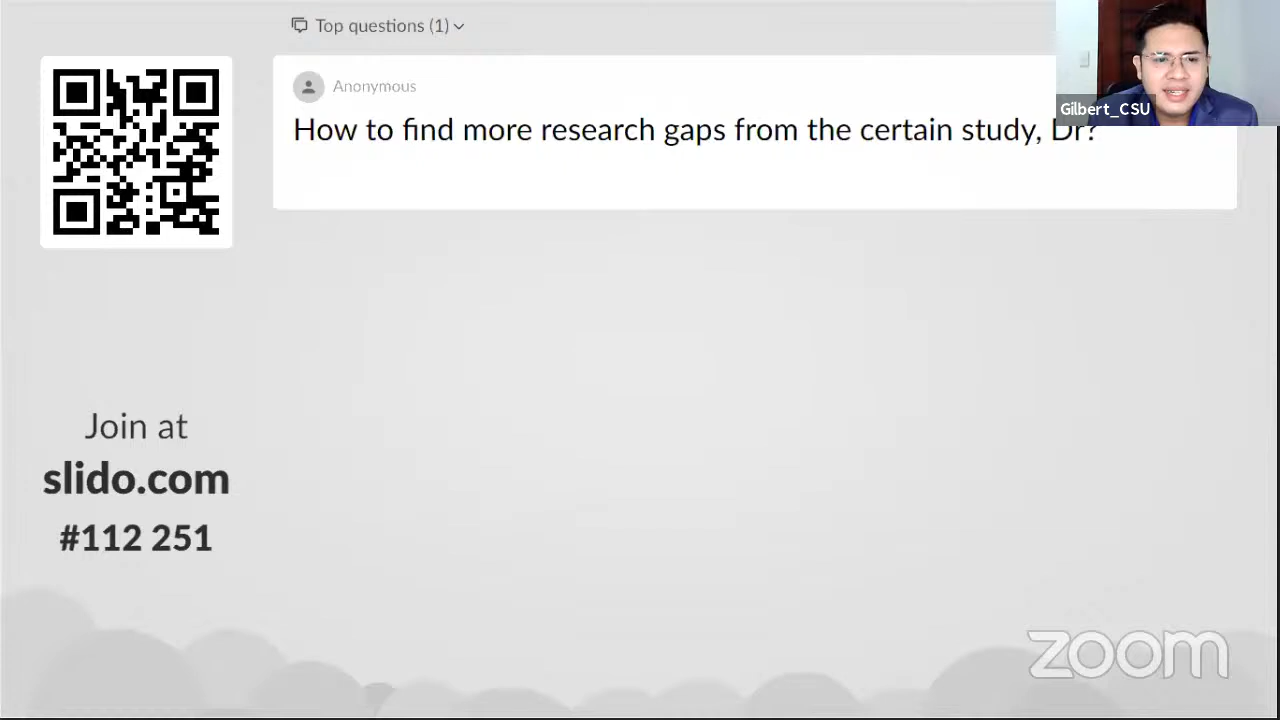 Top questions (1)
Anonymous
Gilbert_CSU
How to find more research gaps from the certain study, Dr?
Join at
slido.com
#112 251
zoom